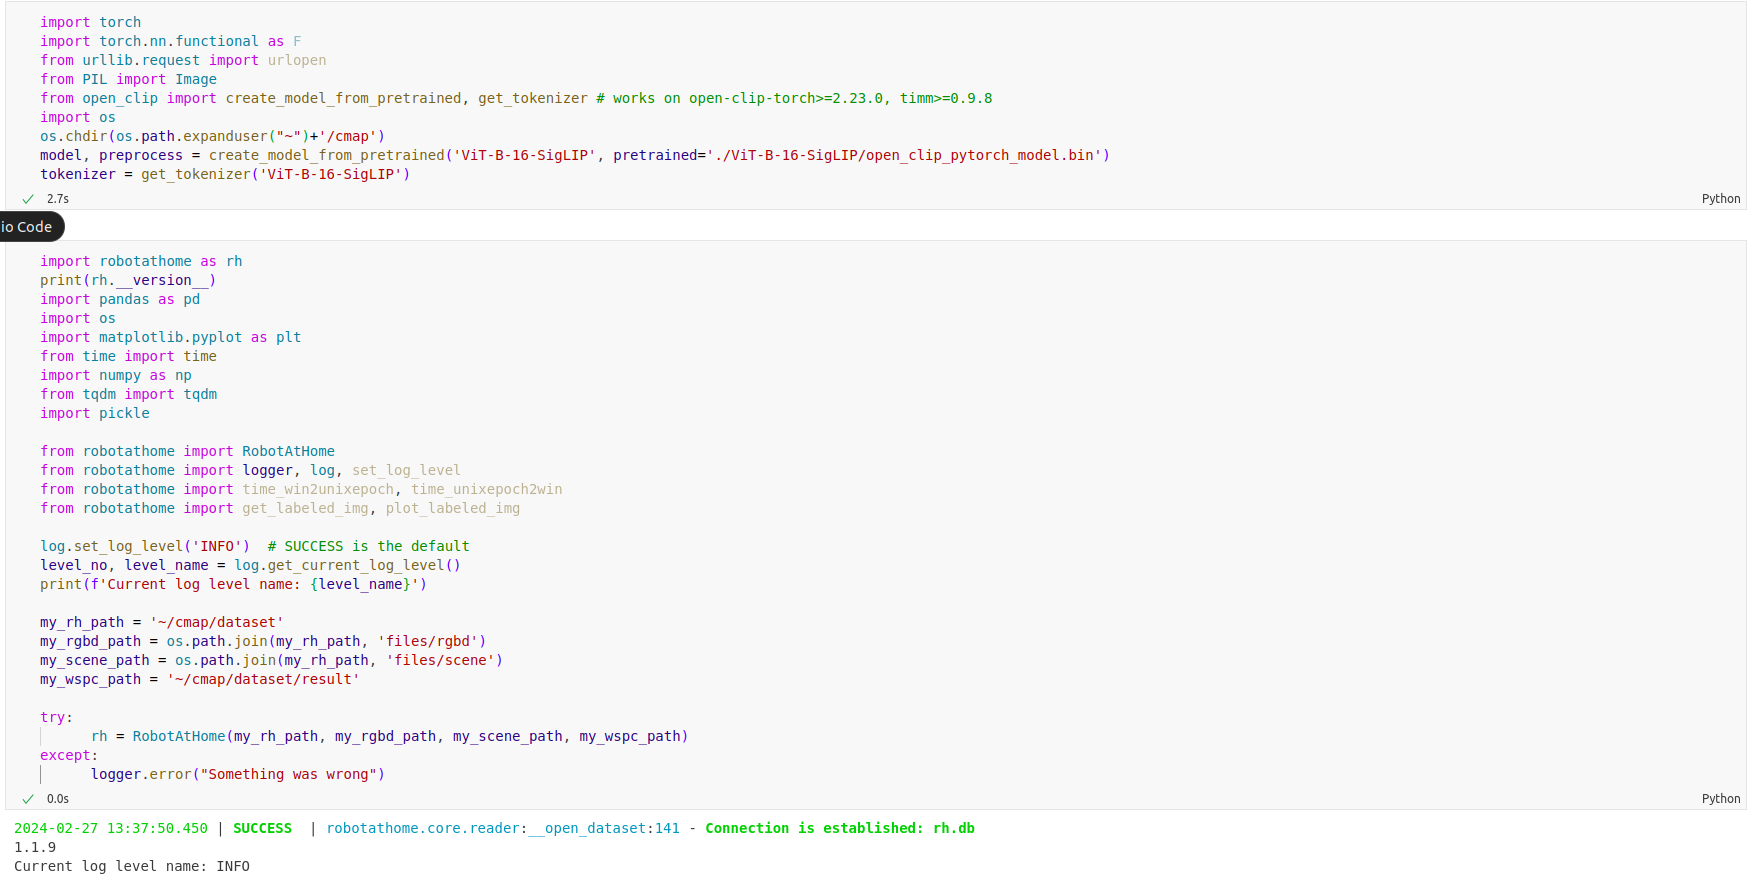 import torch
import torch.nn.functional as F
from urllib.request import urlopen
from PIL import Image
from open_clip import create_model_from_pretrained, get_tokenizer # works on open-clip-torch>=2.23.0, timm>=0.9.8
import os
os.chdir(os.path.expanduser("~")+'/cmap')
model, preprocess = create_model_from_pretrained('ViT-B-16-SigLIP', pretrained='./ViT-B-16-SigLIP/open_clip_pytorch_model.bin')
tokenizer = get_tokenizer('ViT-B-16-SigLIP')
✓ 2.7s Python
io Code
import robotathome as rh
print(rh.__version__)
import pandas as pd
import os
import matplotlib.pyplot as plt
from time import time
import numpy as np
from tqdm import tqdm
import pickle
from robotathome import RobotAtHome
from robotathome import logger, log, set_log_level
from robotathome import time_win2unixepoch, time_unixepoch2win
from robotathome import get_labeled_img, plot_labeled_img
log.set_log_level('INFO')  # SUCCESS is the default
level_no, level_name = log.get_current_log_level()
print(f'Current log level name: {level_name}')
my_rh_path = '~/cmap/dataset'
my_rgbd_path = os.path.join(my_rh_path, 'files/rgbd')
my_scene_path = os.path.join(my_rh_path, 'files/scene')
my_wspc_path = '~/cmap/dataset/result'
try:
      rh = RobotAtHome(my_rh_path, my_rgbd_path, my_scene_path, my_wspc_path)
except:
      logger.error("Something was wrong")
✓ 0.0s Python
2024-02-27 13:37:50.450 | SUCCESS  | robotathome.core.reader:__open_dataset:141 - Connection is established: rh.db
1.1.9
Current log level name: INFO